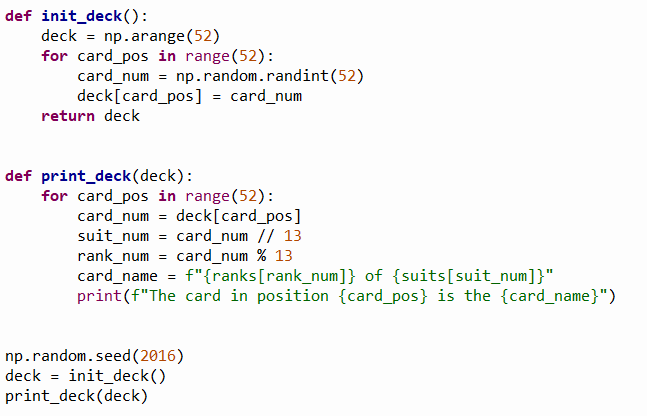 def init_deck():
    deck = np.arange(52)
    for card_pos in range(52):
        card_num = np.random.randint(52)
        deck[card_pos] = card_num
    return deck
def print_deck(deck):
    for card_pos in range(52):
        card_num = deck[card_pos]
        suit_num = card_num // 13
        rank_num = card_num % 13
        card_name = f"{ranks[rank_num]} of {suits[suit_num]}"
        print(f"The card in position {card_pos} is the {card_name}")
np.random.seed(2016)
deck = init_deck()
print_deck(deck)